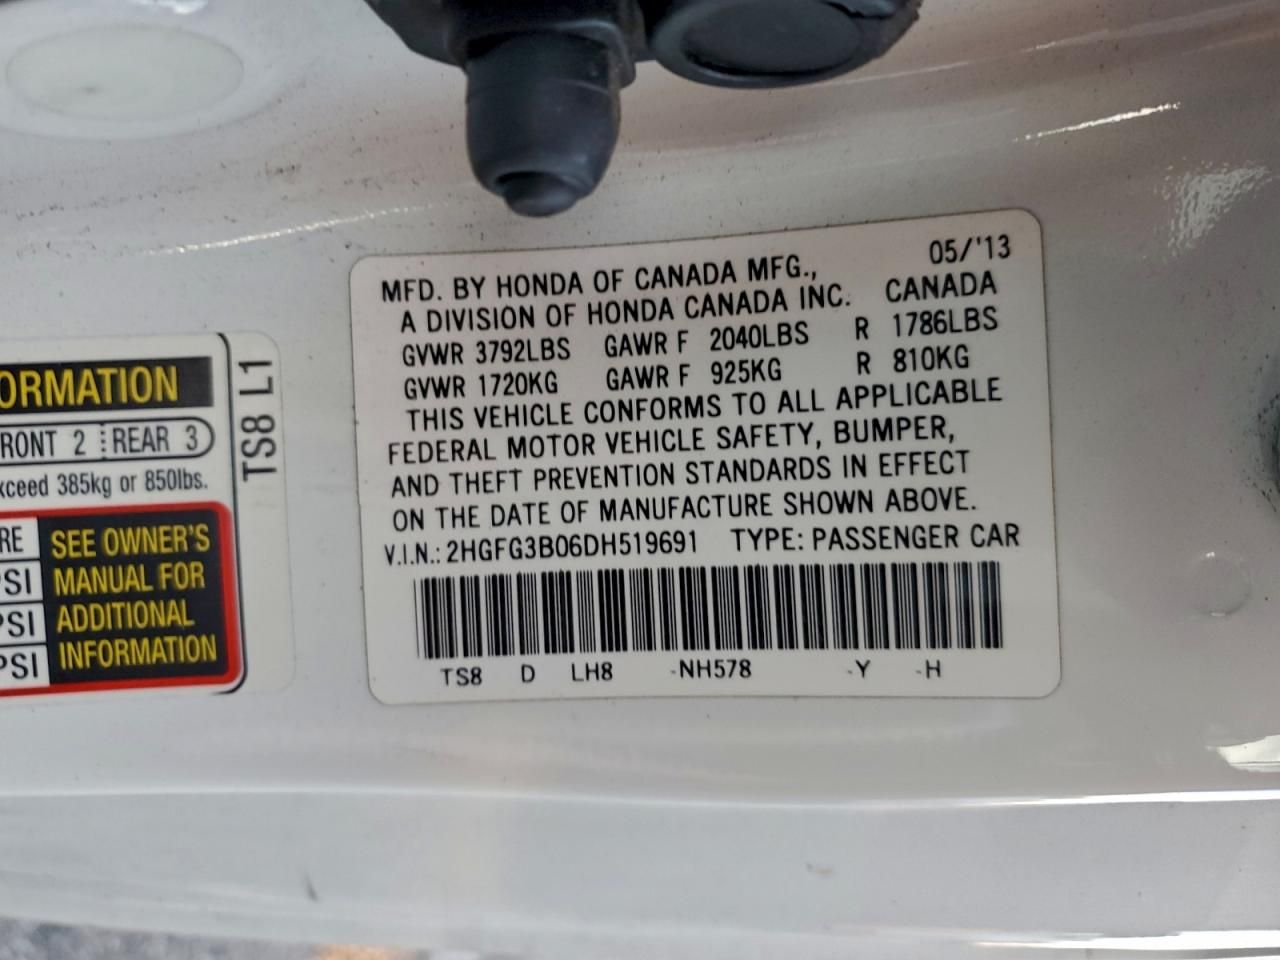 MFD. BY HONDA OF CANADA MFG., 05/'13
A DIVISION OF HONDA CANADA INC. CANADA
GVWR 3792LBS GAWR F 2040LBS R 1786LBS
GVWR 1720KG GAWR F 925KG R 810KG
THIS VEHICLE CONFORMS TO ALL APPLICABLE
FEDERAL MOTOR VEHICLE SAFETY, BUMPER,
AND THEFT PREVENTION STANDARDS IN EFFECT
ON THE DATE OF MANUFACTURE SHOWN ABOVE.
V.I.N.: 2HGFG3B06DH519691 TYPE: PASSENGER CAR
TS8 D LH8 -NH578 -Y -H
ORMATION
FRONT 2 REAR 3
xceed 385kg or 850lbs.
RE
PSI
PSI
PSI
SEE OWNER'S
MANUAL FOR
ADDITIONAL
INFORMATION
TS8 L1